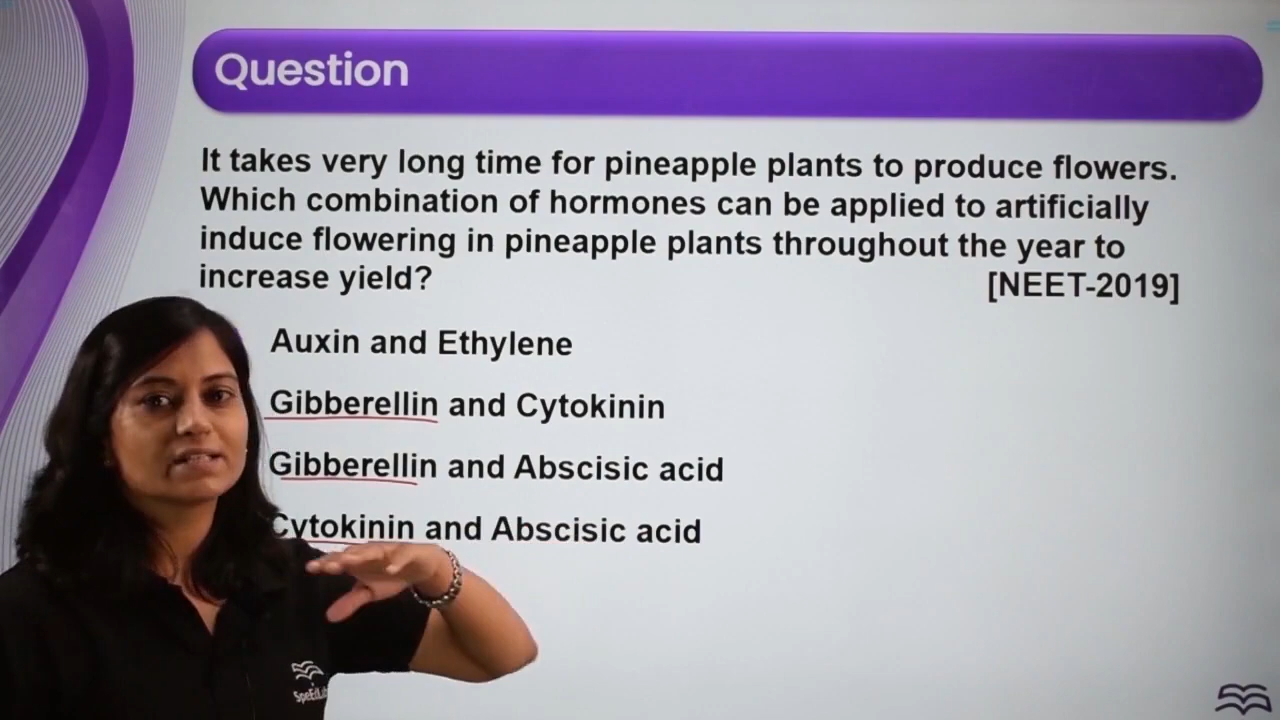 Question
It takes very long time for pineapple plants to produce flowers.
Which combination of hormones can be applied to artificially
induce flowering in pineapple plants throughout the year to
increase yield? [NEET-2019]
Auxin and Ethylene
Gibberellin and Cytokinin
Gibberellin and Abscisic acid
Cytokinin and Abscisic acid